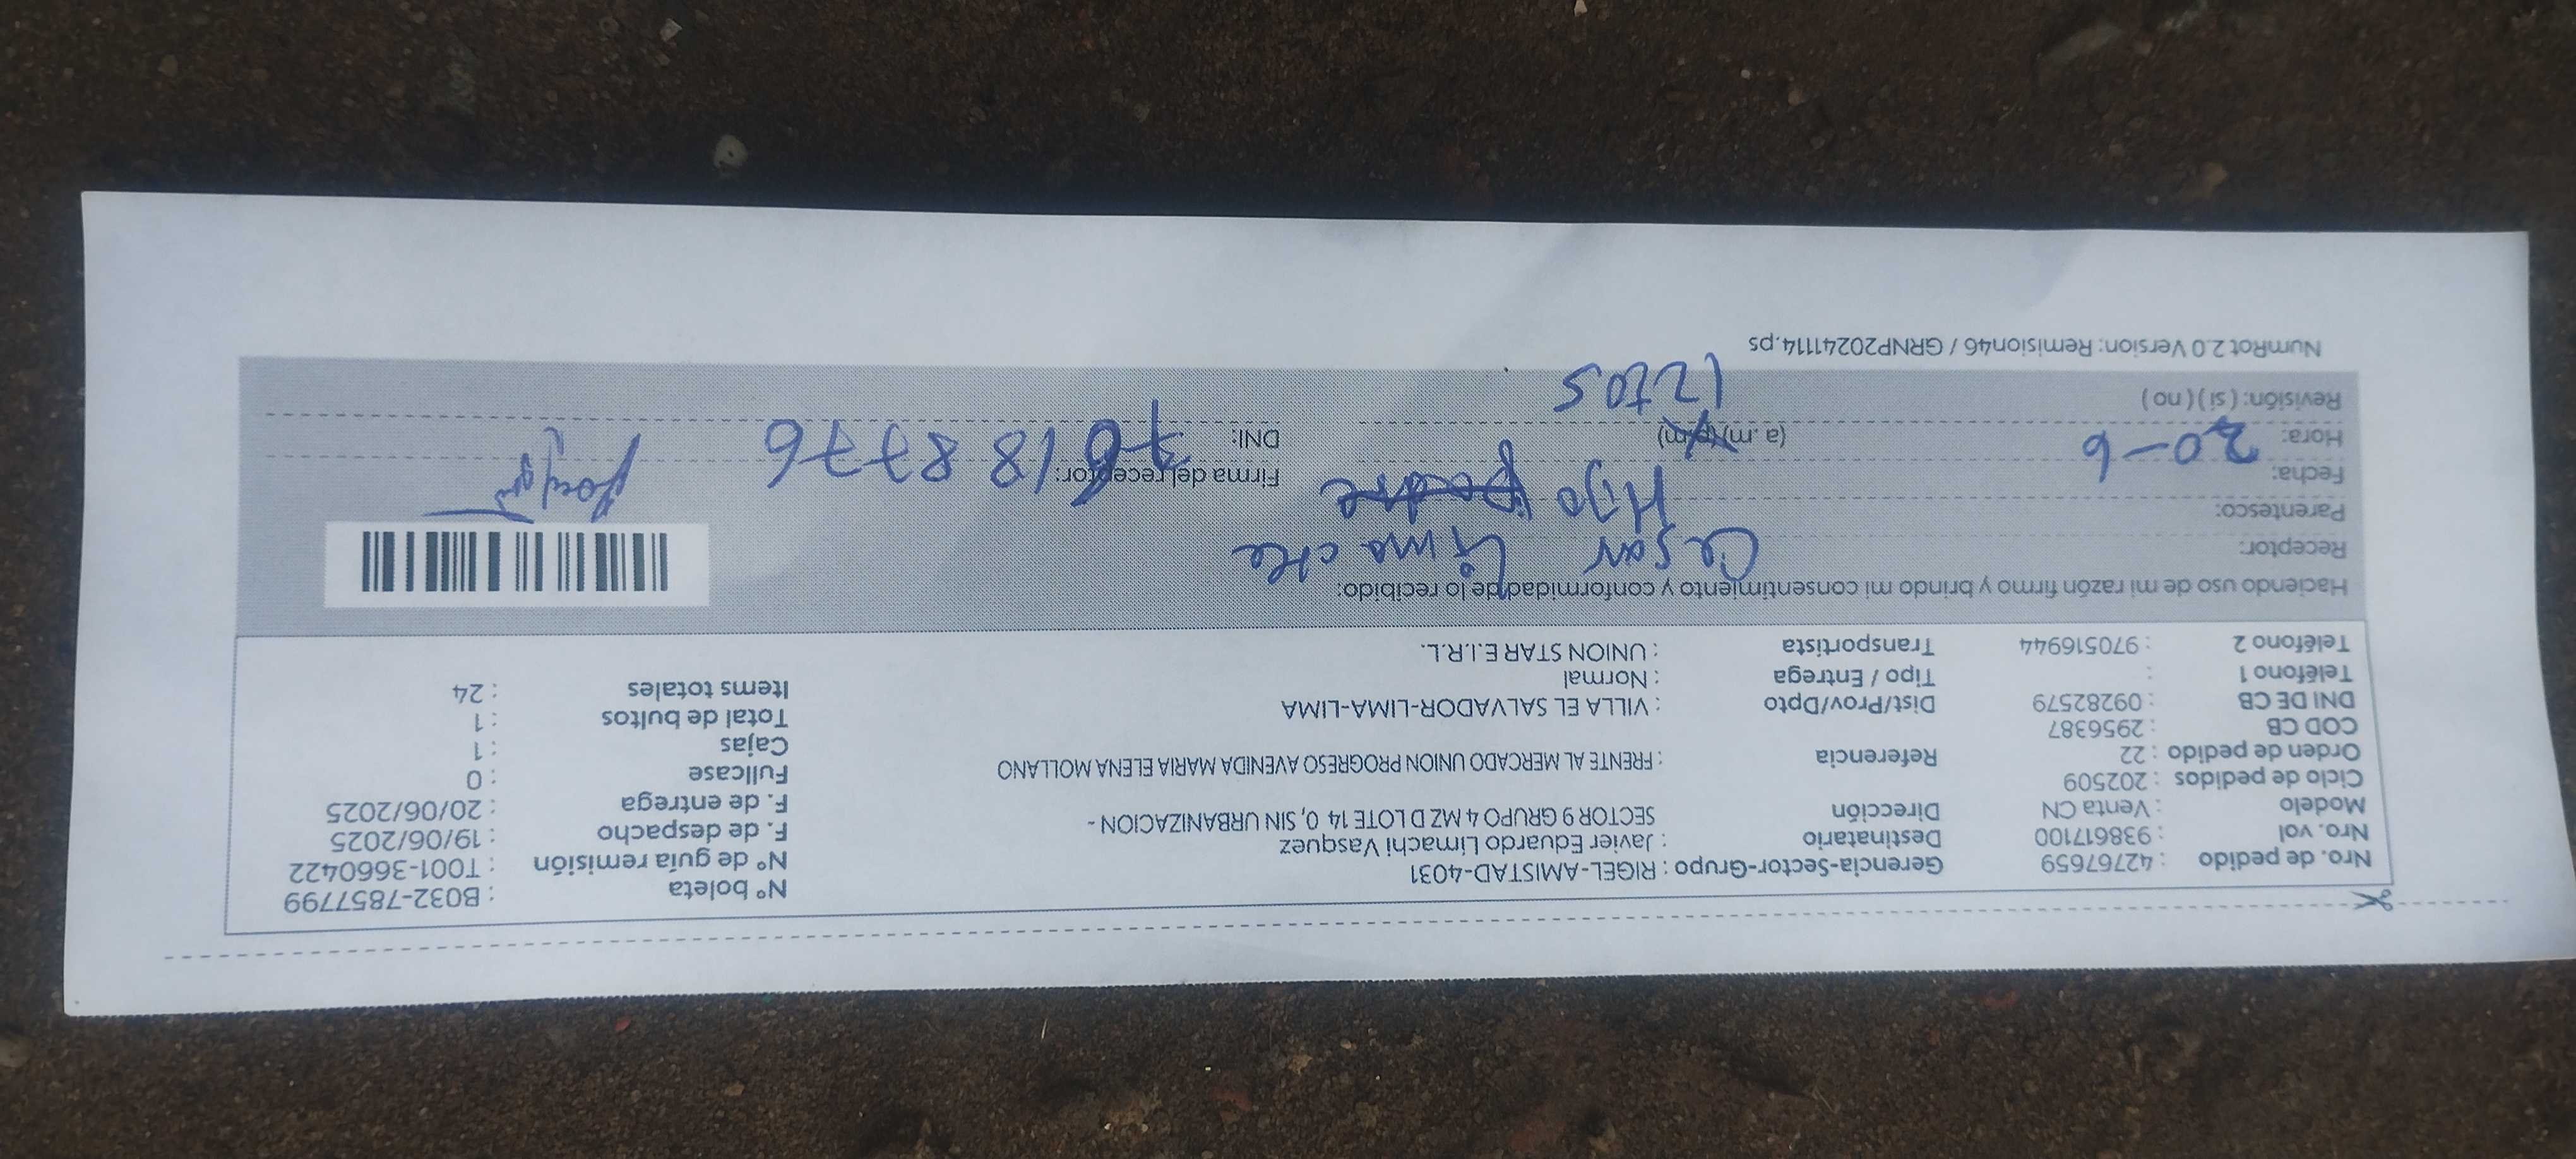 Nro. de pedido : 42767659 Gerencia-Sector-Grupo : RIGEL-AMISTAD-4031 N° boleta : B032-7857799
Nro. vol : 938617100 Destinatario : Javier Eduardo Limachi Vasquez N° de guía remisión : T001-3660422
Modelo : Venta CN Dirección SECTOR 9 GRUPO 4 MZ D LOTE 14 0, SIN URBANIZACION - F. de despacho : 19/06/2025
Ciclo de pedidos : 202509 F. de entrega : 20/06/2025
Orden de pedido : 22 Referencia : FRENTE AL MERCADO UNION PROGRESO AVENIDA MARIA ELENA MOLLANO Fullcase : 0
COD CB : 2956387 Cajas : 1
DNI DE CB : 09282579 Dist/Prov/Dpto : VILLA EL SALVADOR-LIMA-LIMA Total de bultos : 1
Teléfono 1 : Tipo / Entrega : Normal Items totales : 24
Teléfono 2 : 970516944 Transportista : UNION STAR E.I.R.L.
Haciendo uso de mi razón firmo y brindo mi consentimiento y conformidad de lo recibido:
Receptor: Cesar
Parentesco: Hijo padre
Fecha: 20-6 Firma del receptor:
Hora: (a. m) (p.m) DNI: 76188776
Revisión: ( si ) ( no )
NumRot 2.0 Version: Remision46 / GRNP20241114.ps